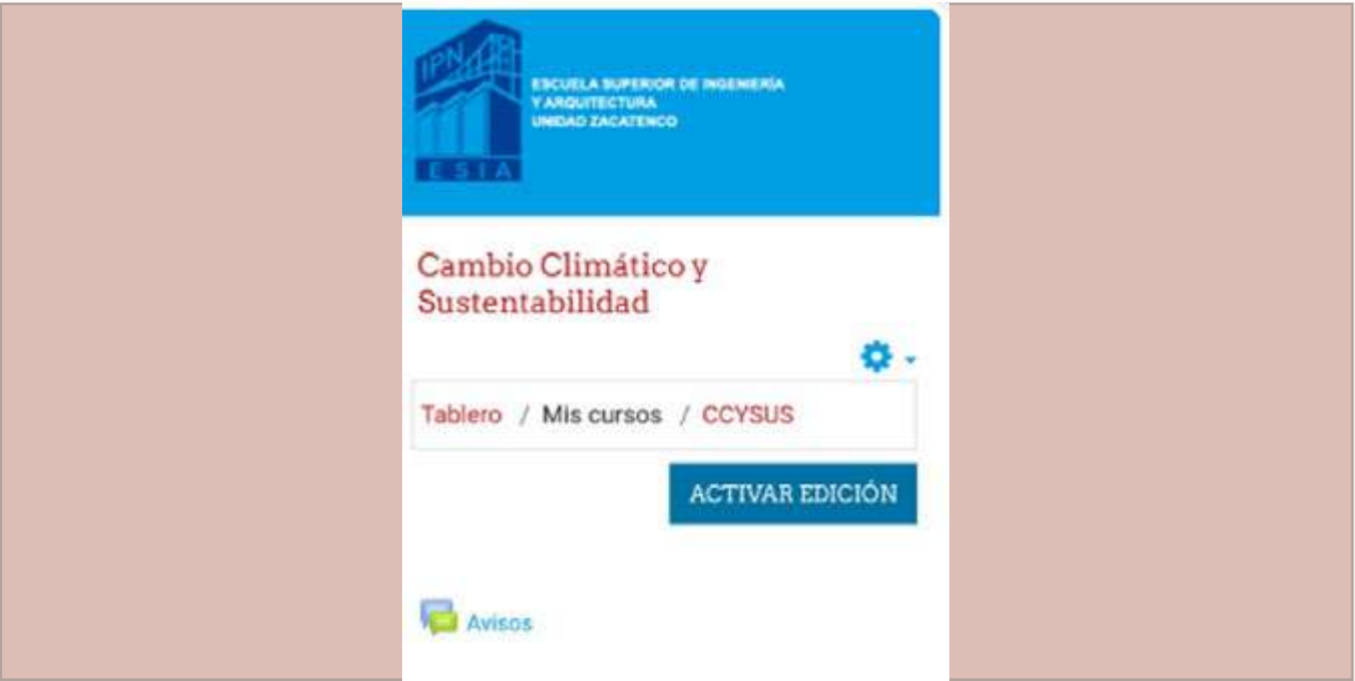 IPN
ESIA
ESCUELA SUPERIOR DE INGENIERÍA
Y ARQUITECTURA
UNIDAD ZACATENCO
Cambio Climático y
Sustentabilidad
Tablero / Mis cursos / CCYSUS
ACTIVAR EDICIÓN
Avisos